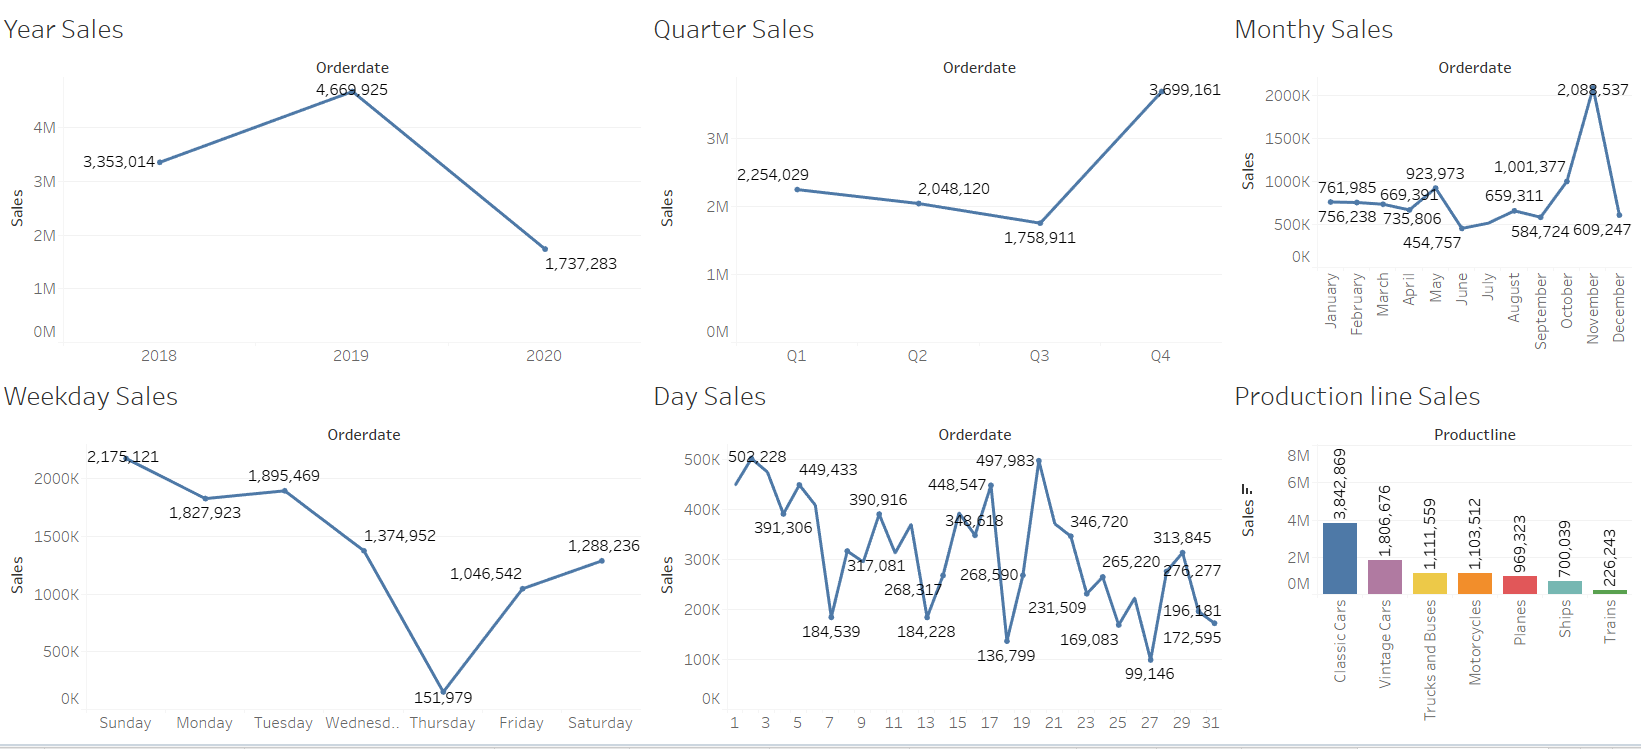 Year Sales
Orderdate
4,669,925
4M
3,353,014
3M
Sales
2M
1,737,283
1M
0M
2018 2019 2020
Quarter Sales
Orderdate
3,699,161
3M
2,254,029
2,048,120
2M
Sales
1,758,911
1M
0M
Q1 Q2 Q3 Q4
Monthy Sales
Orderdate
2000K 2,088,537
1500K
Sales
1000K 923,973 1,001,377
761,985 669,391 659,311
756,238 735,806
500K 454,757 584,724 609,247
0K
January February March April May June July August September October November December
Weekday Sales
Orderdate
2,175,121
2000K 1,895,469
1,827,923
1500K 1,374,952 1,288,236
Sales
1000K 1,046,542
500K
0K 151,979
Sunday Monday Tuesday Wednesd.. Thursday Friday Saturday
Day Sales
Orderdate
500K 502,228 449,433 497,983
448,547
400K 391,306 390,916 348,618 346,720
313,845
300K 317,081 268,317 268,590 265,220 276,277
Sales
200K 184,539 184,228 231,509 196,181
169,083 172,595
136,799
100K 99,146
0K
1 3 5 7 9 11 13 15 17 19 21 23 25 27 29 31
Production line Sales
Productline
8M
6M
Sales
4M
2M
0M
3,842,869 1,806,676 1,111,559 1,103,512 969,323 700,039 226,243
Classic Cars Vintage Cars Trucks and Buses Motorcycles Planes Ships Trains